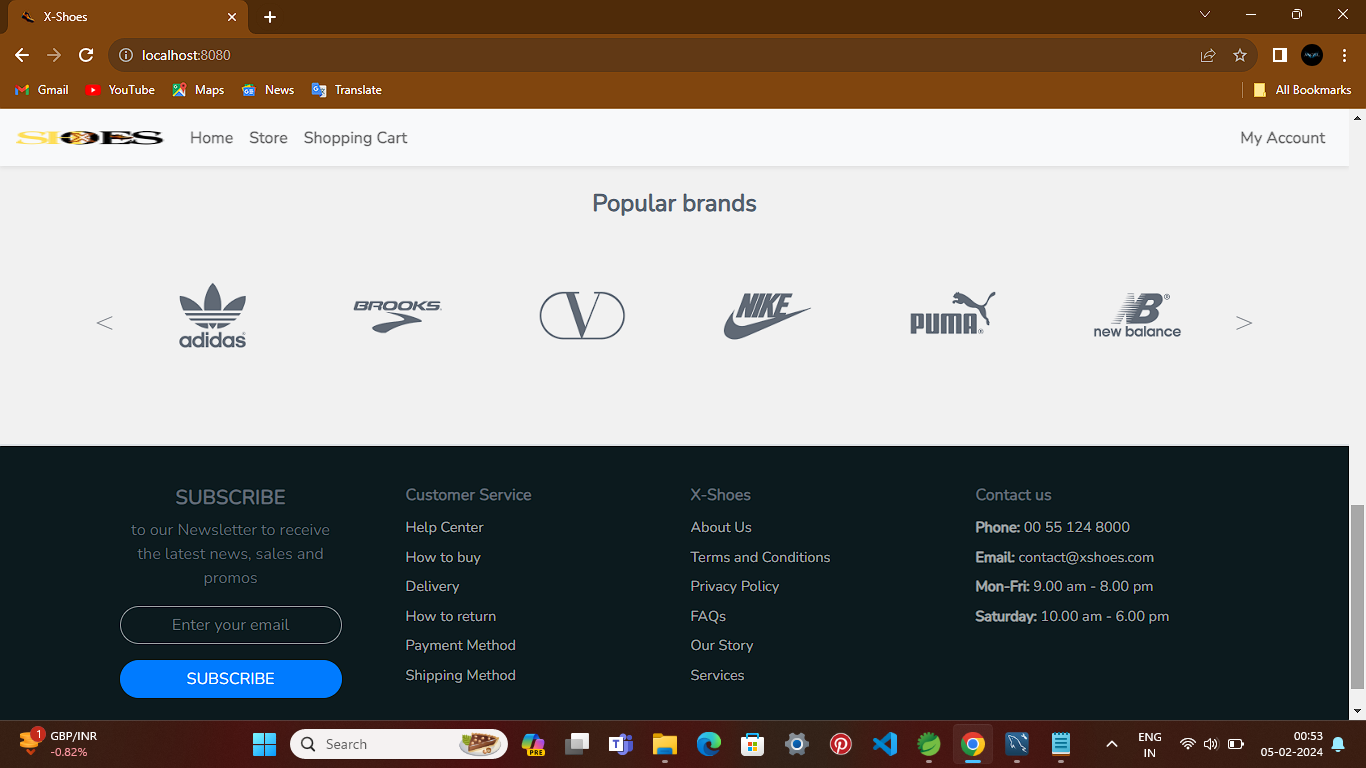 X-Shoes
localhost:8080
Gmail YouTube Maps News Translate All Bookmarks
SIOES Home Store Shopping Cart My Account
Popular brands
adidas BROOKS V NIKE PUMA NB new balance
< >
SUBSCRIBE
to our Newsletter to receive
the latest news, sales and
promos
Enter your email
SUBSCRIBE
Customer Service
Help Center
How to buy
Delivery
How to return
Payment Method
Shipping Method
X-Shoes
About Us
Terms and Conditions
Privacy Policy
FAQs
Our Story
Services
Contact us
Phone: 00 55 124 8000
Email: contact@xshoes.com
Mon-Fri: 9.00 am - 8.00 pm
Saturday: 10.00 am - 6.00 pm
1
GBP/INR
-0.82%
Search
PRE
ENG
IN
00:53
05-02-2024